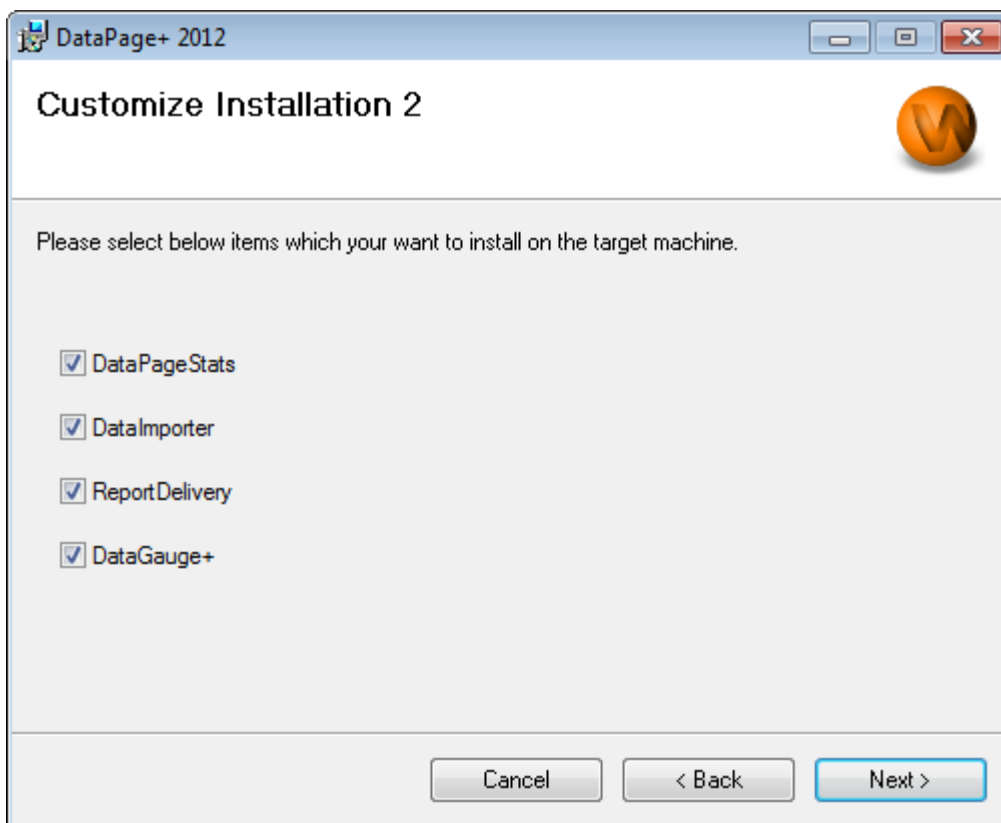 DataPage+ 2012
Customize Installation 2
W
Please select below items which your want to install on the target machine.
DataPageStats
DataImporter
ReportDelivery
DataGauge+
Cancel
< Back
Next >